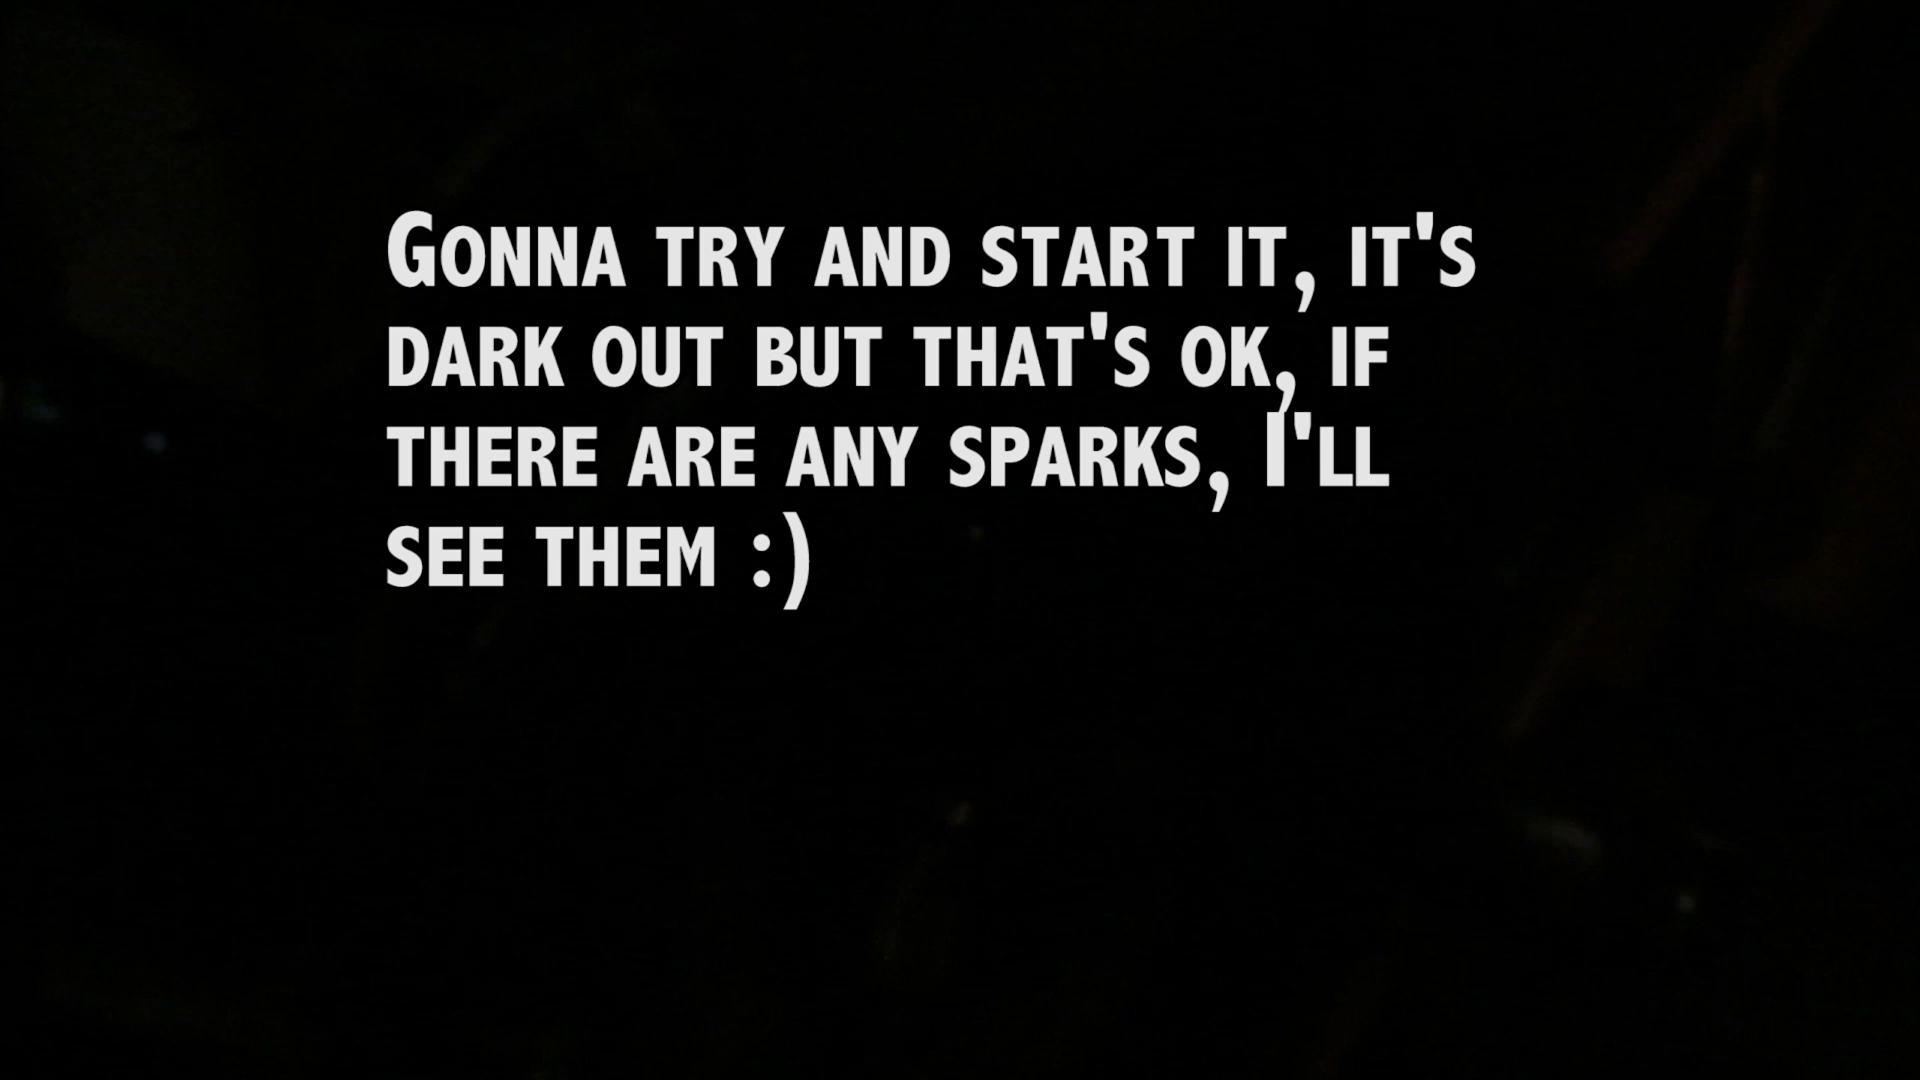 Gonna try and start it, it's
dark out but that's ok, if
there are any sparks, I'll
see them :)